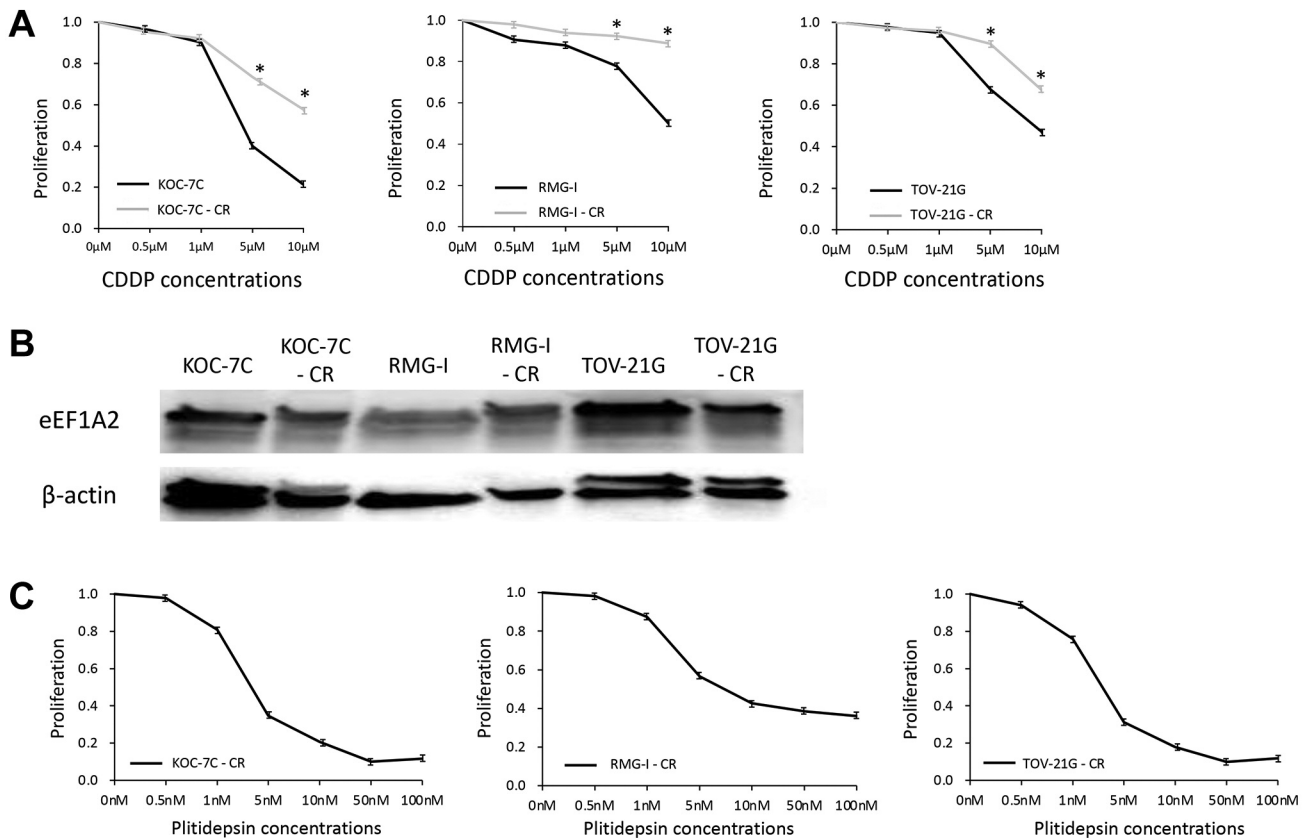 A
Proliferation
1.0
0.8
0.6
0.4
0.2
0.0
* *
KOC-7C
KOC-7C - CR
0µM 0.5µM 1µM 5µM 10µM
CDDP concentrations
Proliferation
1.0
0.8
0.6
0.4
0.2
0.0
* *
RMG-I
RMG-I - CR
0µM 0.5µM 1µM 5µM 10µM
CDDP concentrations
Proliferation
1.0
0.8
0.6
0.4
0.2
0.0
* *
TOV-21G
TOV-21G - CR
0µM 0.5µM 1µM 5µM 10µM
CDDP concentrations
B
KOC-7C
KOC-7C
- CR
RMG-I
RMG-I
- CR
TOV-21G
TOV-21G
- CR
eEF1A2
β-actin
C
Proliferation
1.0
0.8
0.6
0.4
0.2
0.0
KOC-7C - CR
0nM 0.5nM 1nM 5nM 10nM 50nM 100nM
Plitidepsin concentrations
Proliferation
1.0
0.8
0.6
0.4
0.2
0.0
RMG-I - CR
0nM 0.5nM 1nM 5nM 10nM 50nM 100nM
Plitidepsin concentrations
Proliferation
1.0
0.8
0.6
0.4
0.2
0.0
TOV-21G - CR
0nM 0.5nM 1nM 5nM 10nM 50nM 100nM
Plitidepsin concentrations